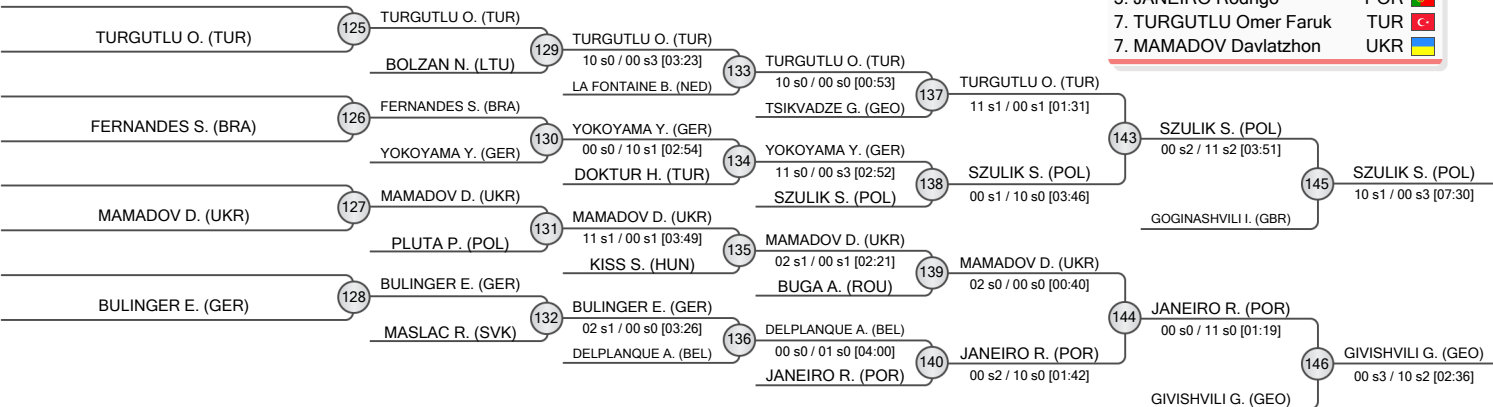 5. JANEIRO Rodrigo POR
7. TURGUTLU Omer Faruk TUR
7. MAMADOV Davlatzhon UKR
TURGUTLU O. (TUR)
125
TURGUTLU O. (TUR)
BOLZAN N. (LTU)
129
TURGUTLU O. (TUR)
10 s0 / 00 s3 [03:23]
LA FONTAINE B. (NED)
133
TURGUTLU O. (TUR)
10 s0 / 00 s0 [00:53]
TSIKVADZE G. (GEO)
137
TURGUTLU O. (TUR)
11 s1 / 00 s1 [01:31]
FERNANDES S. (BRA)
126
FERNANDES S. (BRA)
YOKOYAMA Y. (GER)
130
YOKOYAMA Y. (GER)
00 s0 / 10 s1 [02:54]
DOKTUR H. (TUR)
134
YOKOYAMA Y. (GER)
11 s0 / 00 s3 [02:52]
SZULIK S. (POL)
138
SZULIK S. (POL)
00 s1 / 10 s0 [03:46]
143
SZULIK S. (POL)
00 s2 / 11 s2 [03:51]
GOGINASHVILI I. (GBR)
145
SZULIK S. (POL)
10 s1 / 00 s3 [07:30]
MAMADOV D. (UKR)
127
MAMADOV D. (UKR)
PLUTA P. (POL)
131
MAMADOV D. (UKR)
11 s1 / 00 s1 [03:49]
KISS S. (HUN)
135
MAMADOV D. (UKR)
02 s1 / 00 s1 [02:21]
BUGA A. (ROU)
139
MAMADOV D. (UKR)
02 s0 / 00 s0 [00:40]
BULINGER E. (GER)
128
BULINGER E. (GER)
MASLAC R. (SVK)
132
BULINGER E. (GER)
02 s1 / 00 s0 [03:26]
DELPLANQUE A. (BEL)
136
DELPLANQUE A. (BEL)
00 s0 / 01 s0 [04:00]
JANEIRO R. (POR)
140
JANEIRO R. (POR)
00 s2 / 10 s0 [01:42]
144
JANEIRO R. (POR)
00 s0 / 11 s0 [01:19]
GIVISHVILI G. (GEO)
146
GIVISHVILI G. (GEO)
00 s3 / 10 s2 [02:36]